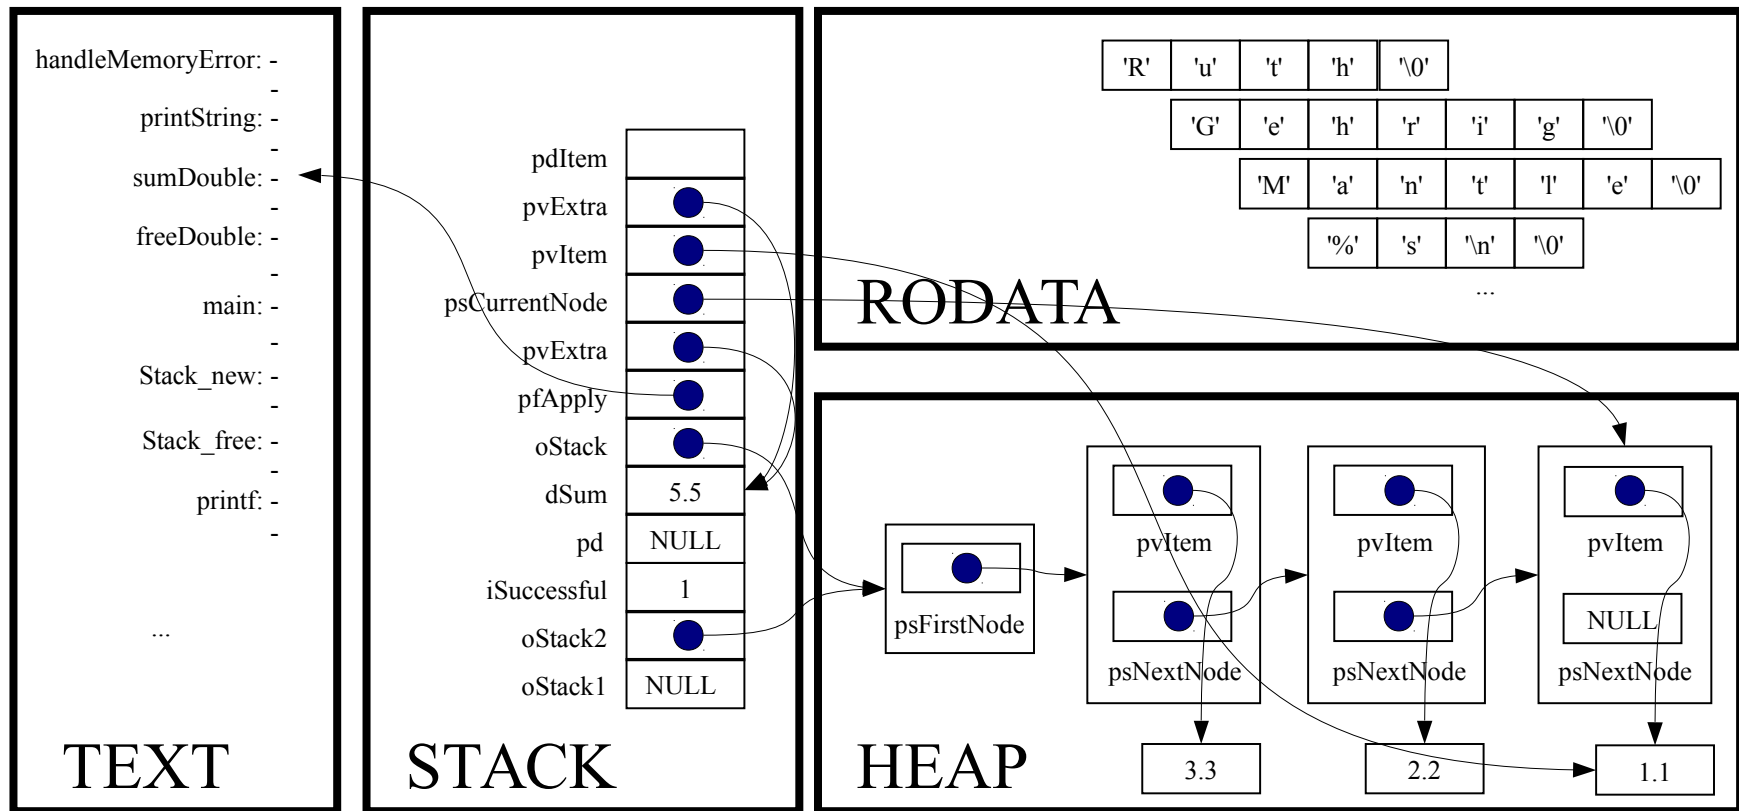 handleMemoryError: -
-
printString: -
-
sumDouble: -
-
freeDouble: -
-
main: -
-
Stack_new: -
-
Stack_free: -
-
printf: -
-
...
TEXT
pdItem
pvExtra
pvItem
psCurrentNode
pvExtra
pfApply
oStack
dSum 5.5
pd NULL
iSuccessful 1
oStack2
oStack1 NULL
STACK
'R' 'u' 't' 'h' '\0'
'G' 'e' 'h' 'r' 'i' 'g' '\0'
'M' 'a' 'n' 't' 'l' 'e' '\0'
'%' 's' '\n' '\0'
...
RODATA
pvItem pvItem pvItem
NULL
psFirstNode
psNextNode psNextNode psNextNode
3.3 2.2 1.1
HEAP